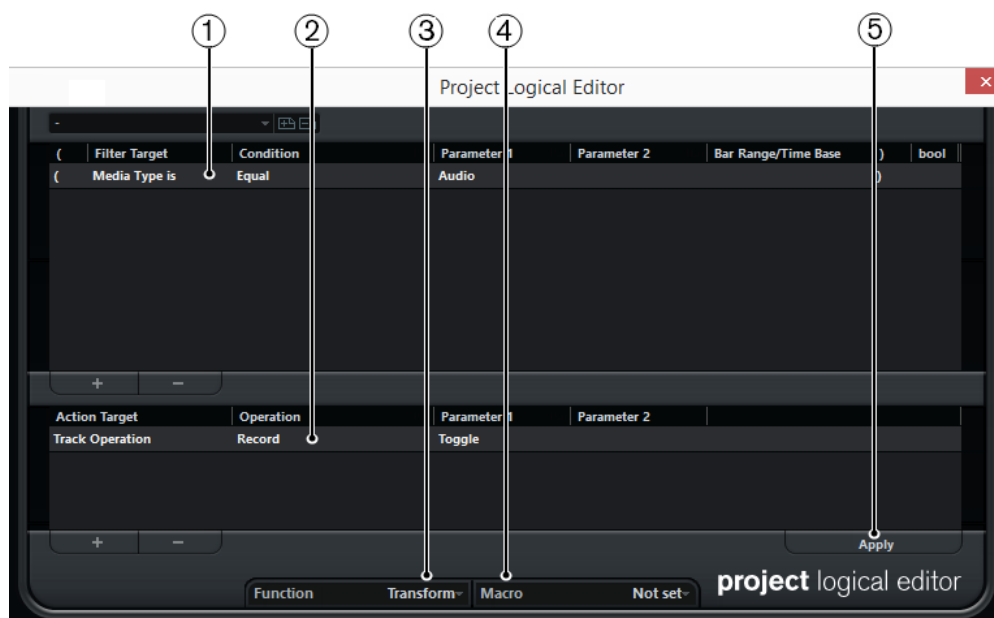 1 2 3 4 5
Project Logical Editor
-
( Filter Target Condition Parameter 1 Parameter 2 Bar Range/Time Base ) bool
( Media Type is Equal Audio )
+ −
Action Target Operation Parameter 1 Parameter 2
Track Operation Record Toggle
+ − Apply
Function Transform Macro Not set project logical editor